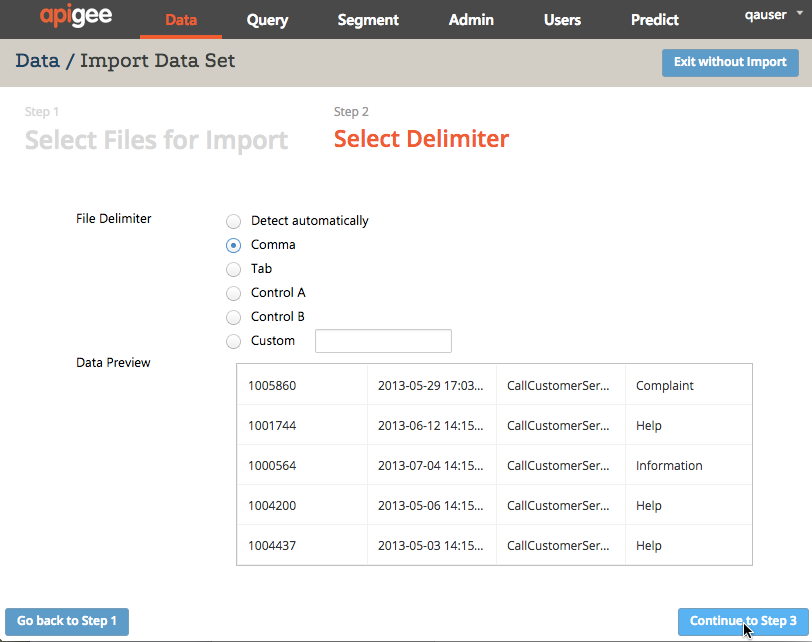 apigee Data Query Segment Admin Users Predict qauser
Data / Import Data Set Exit without Import
Step 1 Step 2
Select Files for Import Select Delimiter
File Delimiter Detect automatically
Comma
Tab
Control A
Control B
Custom
Data Preview
1005860 2013-05-29 17:03... CallCustomerSer... Complaint
1001744 2013-06-12 14:15... CallCustomerSer... Help
1000564 2013-07-04 14:15... CallCustomerSer... Information
1004200 2013-05-06 14:15... CallCustomerSer... Help
1004437 2013-05-03 14:15... CallCustomerSer... Help
Go back to Step 1 Continue to Step 3